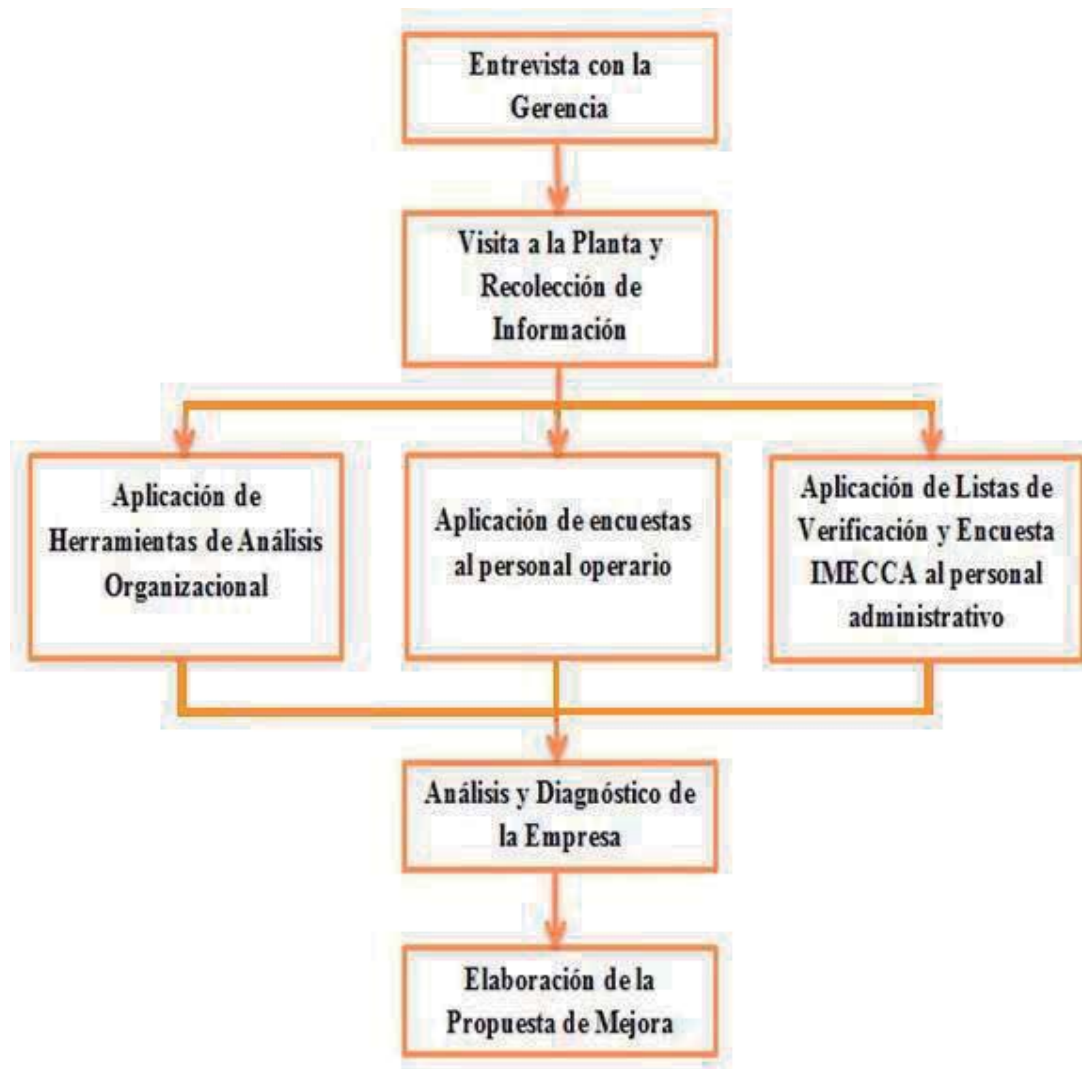 Entrevista con la
Gerencia
Visita a la Planta y
Recolección de
Información
Aplicación de
Herramientas de Análisis
Organizacional
Aplicación de encuestas
al personal operario
Aplicación de Listas de
Verificación y Encuesta
IMECCA al personal
administrativo
Análisis y Diagnóstico de
la Empresa
Elaboración de la
Propuesta de Mejora